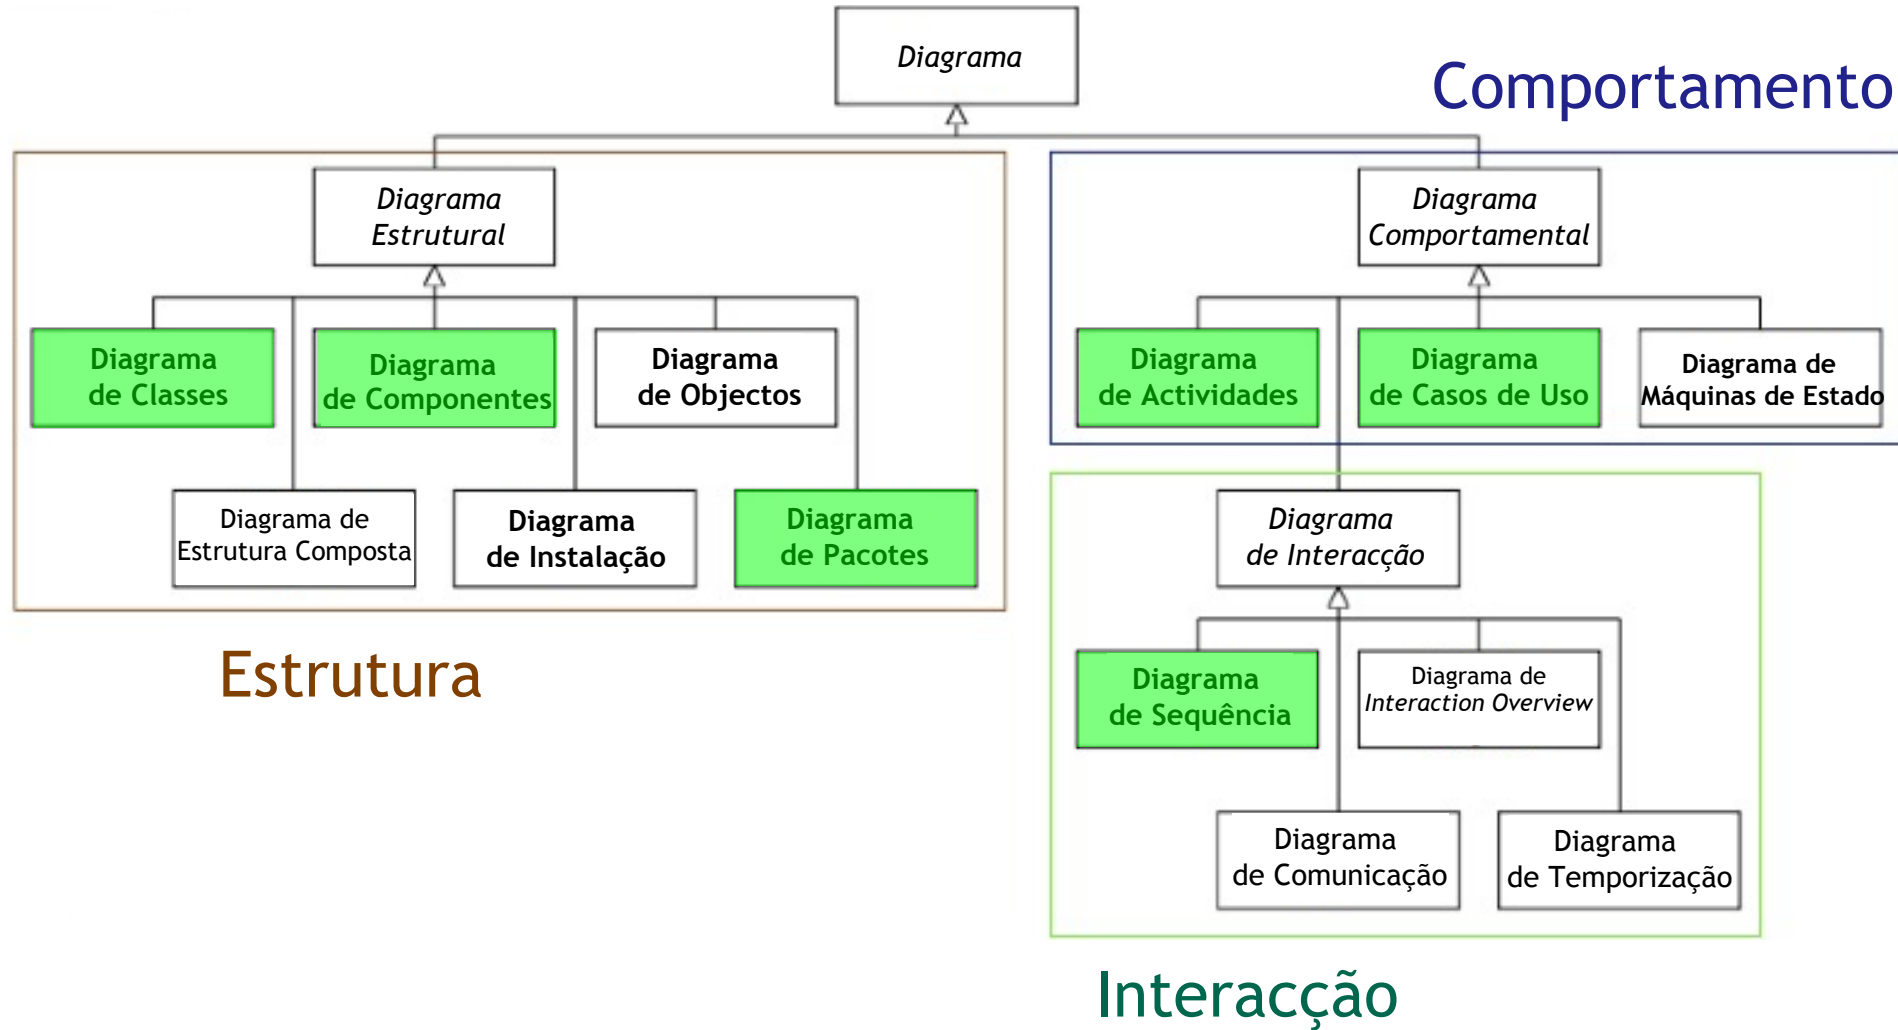 Diagrama
Comportamento
Diagrama
Estrutural
Diagrama
Comportamental
Diagrama
de Classes
Diagrama
de Componentes
Diagrama
de Objectos
Diagrama
de Actividades
Diagrama
de Casos de Uso
Diagrama de
Máquinas de Estado
Diagrama de
Estrutura Composta
Diagrama
de Instalação
Diagrama
de Pacotes
Diagrama
de Interacção
Estrutura
Diagrama
de Sequência
Diagrama de
Interaction Overview
Diagrama
de Comunicação
Diagrama
de Temporização
Interacção